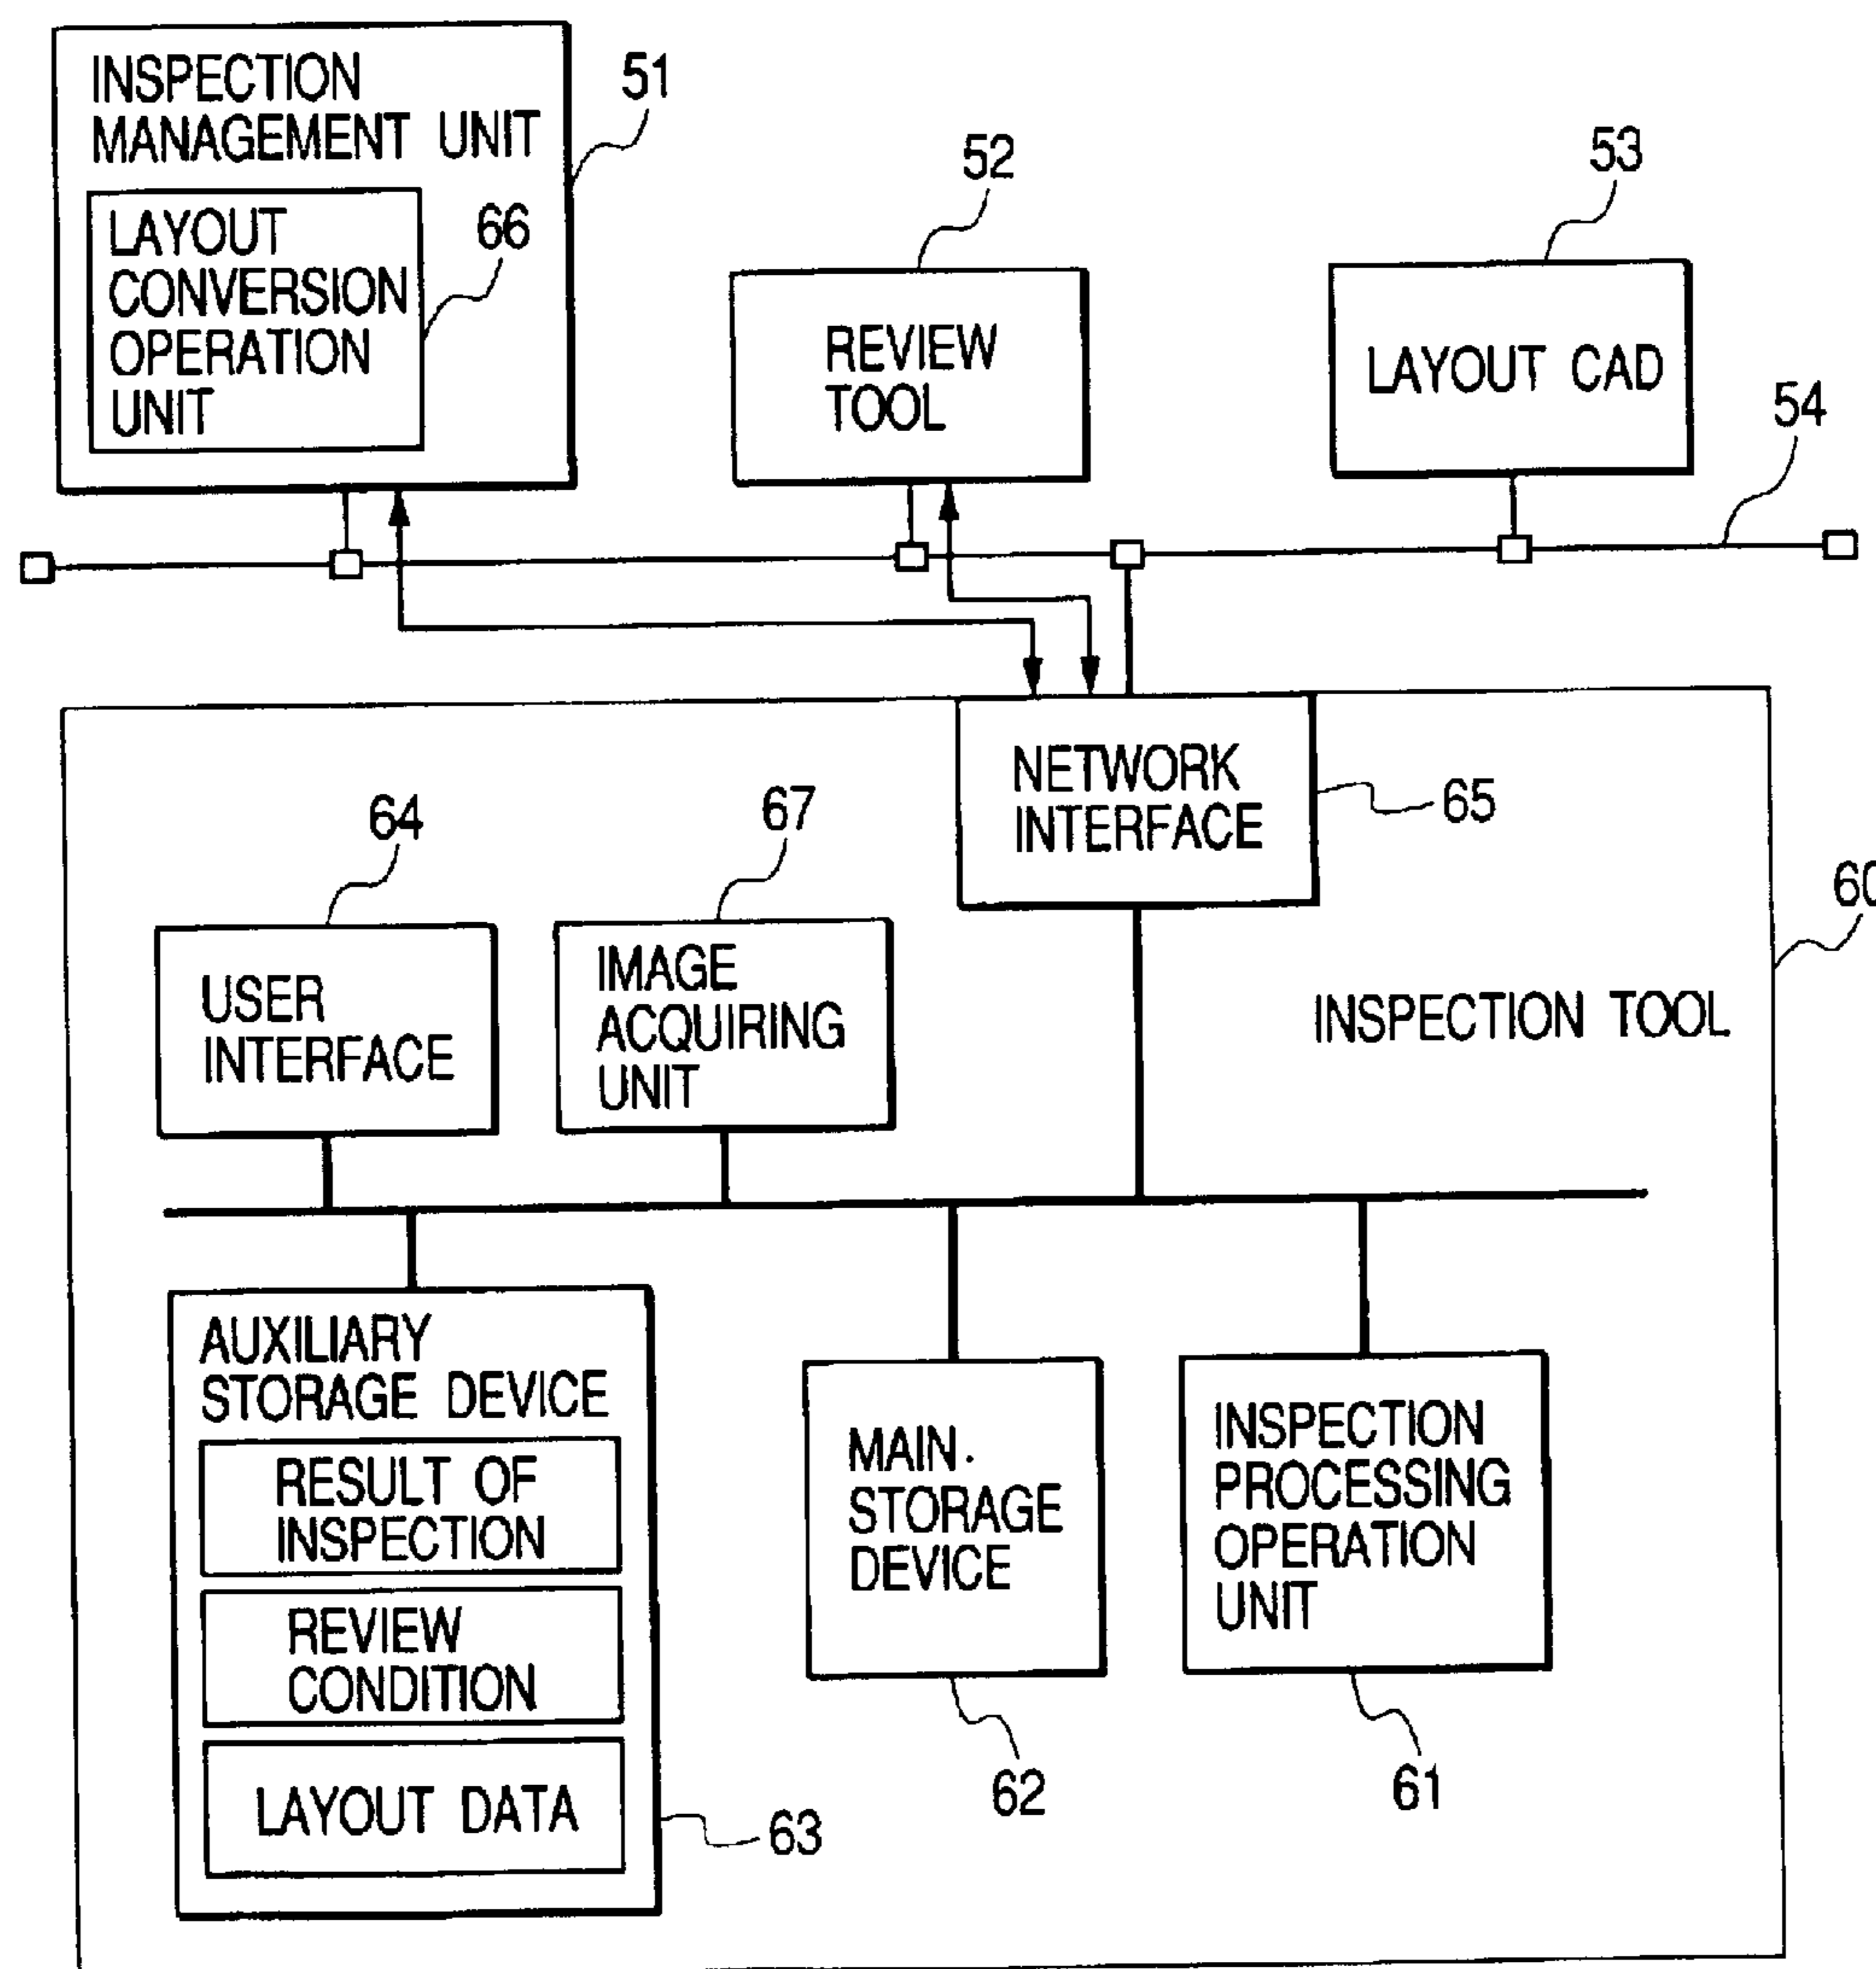 INSPECTION
MANAGEMENT UNIT
51
LAYOUT
CONVERSION
OPERATION
UNIT
66
52
REVIEW
TOOL
53
LAYOUT CAD
54
NETWORK
INTERFACE
65
60
64
USER
INTERFACE
67
IMAGE
ACQUIRING
UNIT
INSPECTION TOOL
AUXILIARY
STORAGE DEVICE
RESULT OF
INSPECTION
REVIEW
CONDITION
LAYOUT DATA
63
MAIN.
STORAGE
DEVICE
62
INSPECTION
PROCESSING
OPERATION
UNIT
61